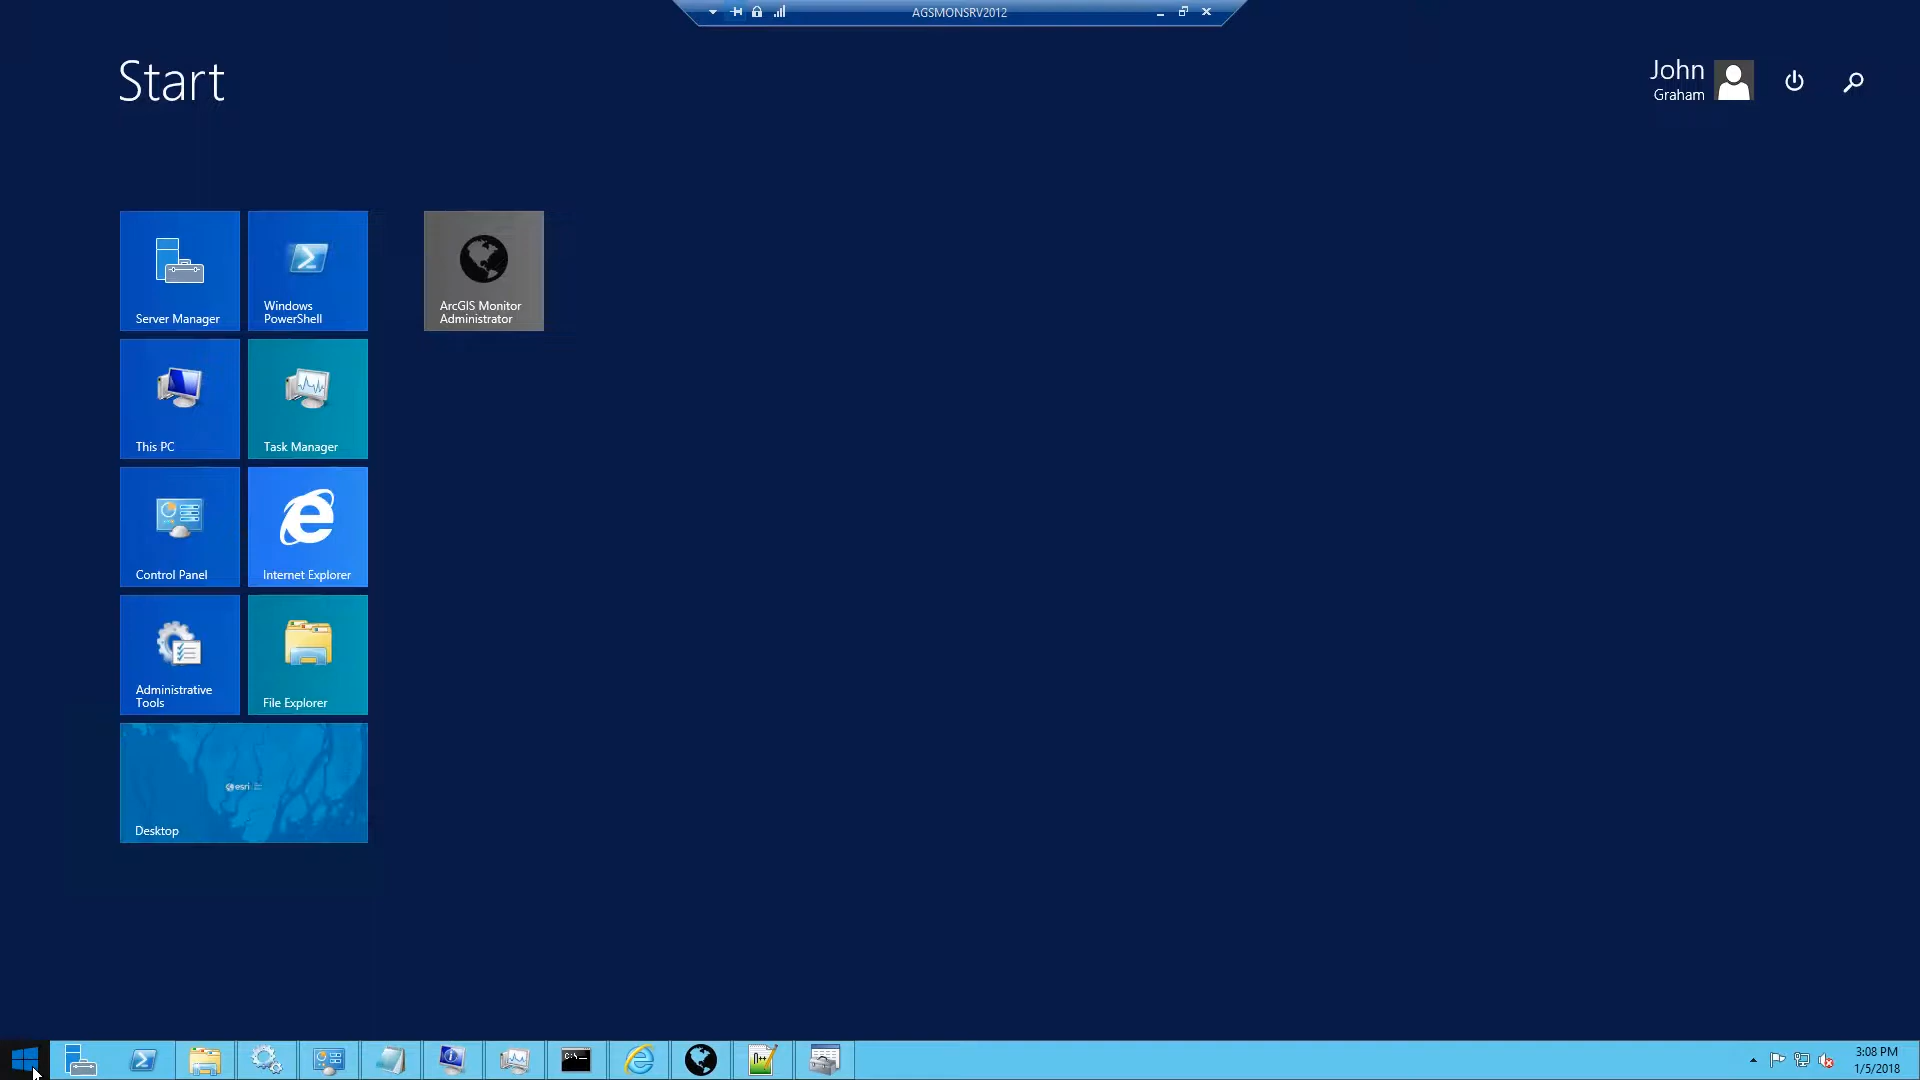 AGSMONSRV2012
Start
John
Graham
Server Manager
Windows
PowerShell
ArcGIS Monitor
Administrator
This PC
Task Manager
Control Panel
Internet Explorer
Administrative
Tools
File Explorer
esri
Desktop
C:\_
3:08 PM
1/5/2018